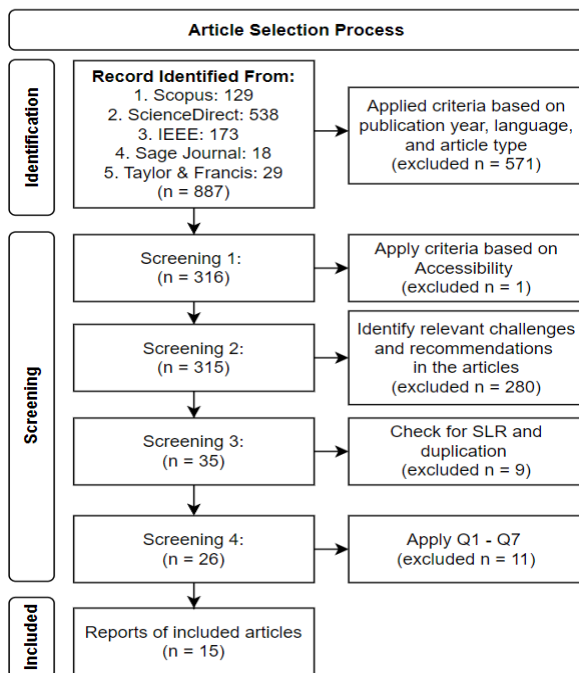 Article Selection Process
Identification
Record Identified From:
1. Scopus: 129
2. ScienceDirect: 538
3. IEEE: 173
4. Sage Journal: 18
5. Taylor & Francis: 29
(n = 887)
Applied criteria based on
publication year, language,
and article type
(excluded n = 571)
Screening
Screening 1:
(n = 316)
Apply criteria based on
Accessibility
(excluded n = 1)
Screening 2:
(n = 315)
Identify relevant challenges
and recommendations
in the articles
(excluded n = 280)
Screening 3:
(n = 35)
Check for SLR and
duplication
(excluded n = 9)
Screening 4:
(n = 26)
Apply Q1 - Q7
(excluded n = 11)
Included
Reports of included articles
(n = 15)